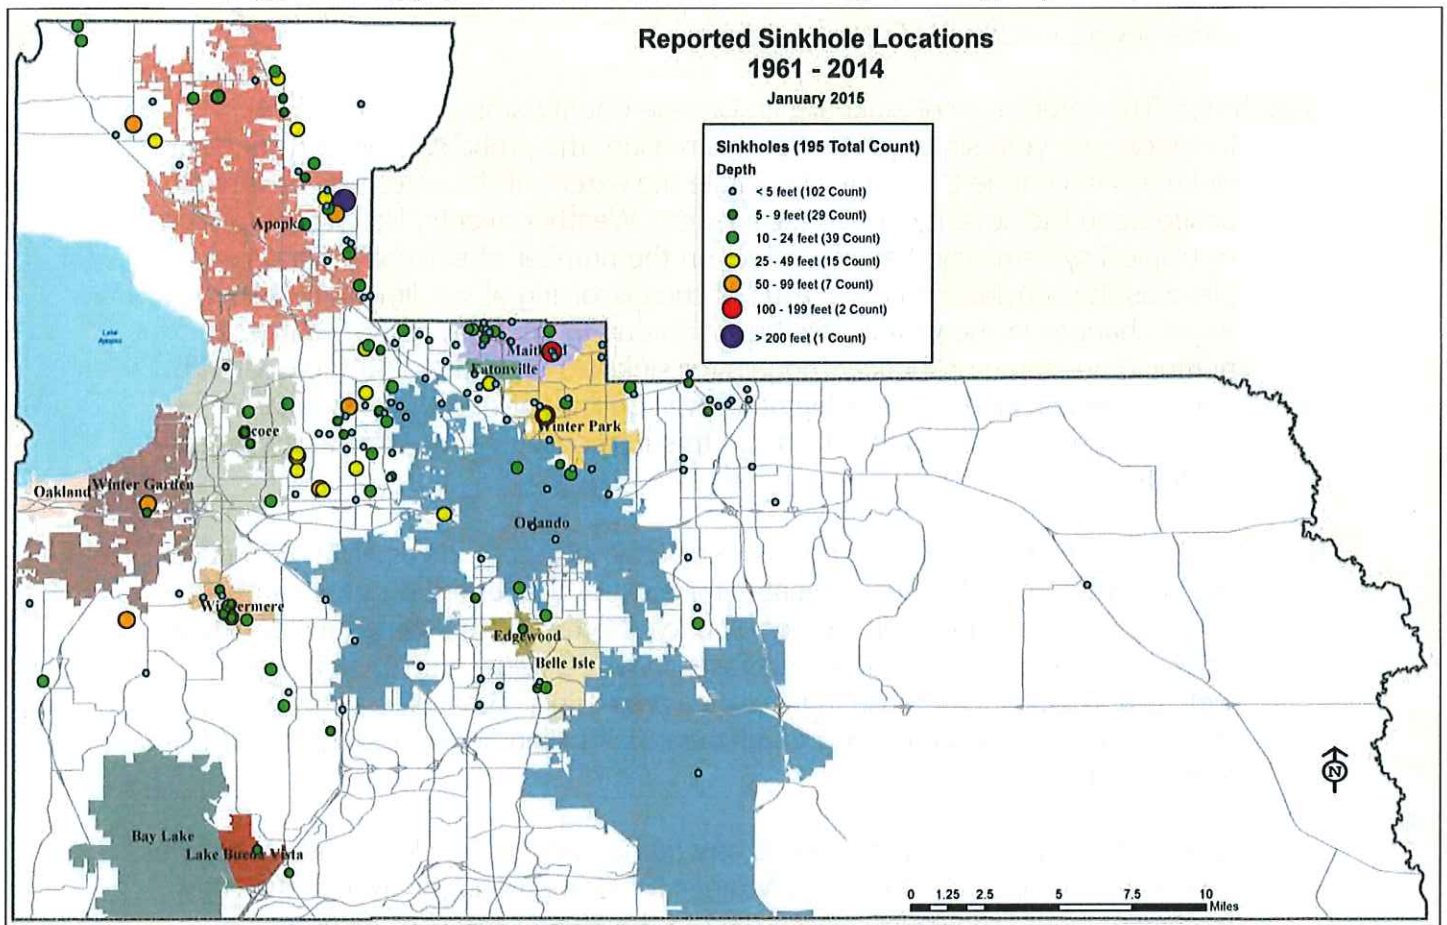 Reported Sinkhole Locations
1961 - 2014
January 2015
Sinkholes (195 Total Count)
Depth
< 5 feet (102 Count)
5 - 9 feet (29 Count)
10 - 24 feet (39 Count)
25 - 49 feet (15 Count)
50 - 99 feet (7 Count)
100 - 199 feet (2 Count)
> 200 feet (1 Count)
Lake
Apopka
Winter Park
Oakland
Winter Garden
Orlando
Edgewood
Belle Isle
Bay Lake
Lake Buena Vista
N
0 1.25 2.5 5 7.5 10
Miles